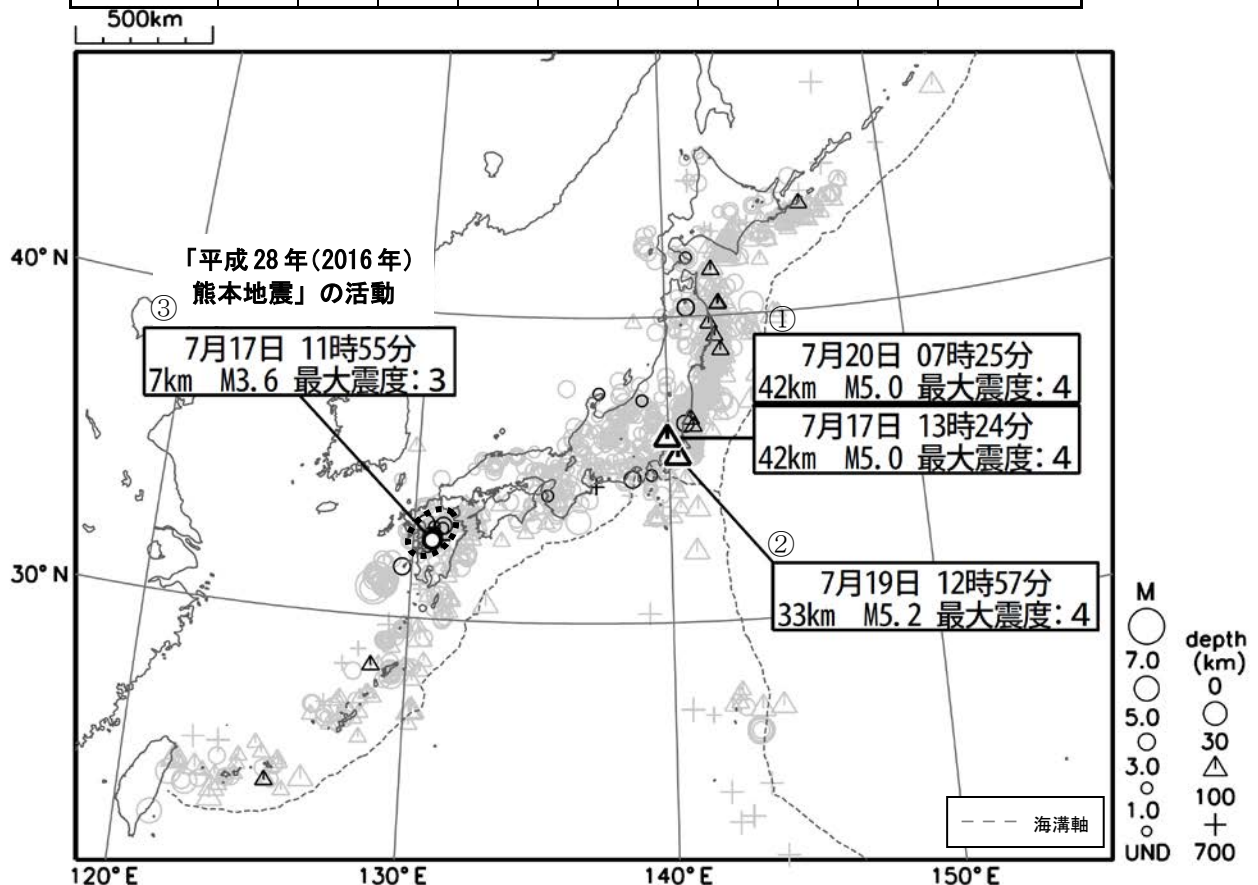 500km
40°N
30°N
120°E
130°E
140°E
150°E
「平成28年(2016年)
熊本地震」の活動
③
7月17日 11時55分
7km M3.6 最大震度:3
①
7月20日 07時25分
42km M5.0 最大震度:4
7月17日 13時24分
42km M5.0 最大震度:4
②
7月19日 12時57分
33km M5.2 最大震度:4
M
7.0
5.0
3.0
1.0
UND
depth
(km)
0
30
100
700
海溝軸